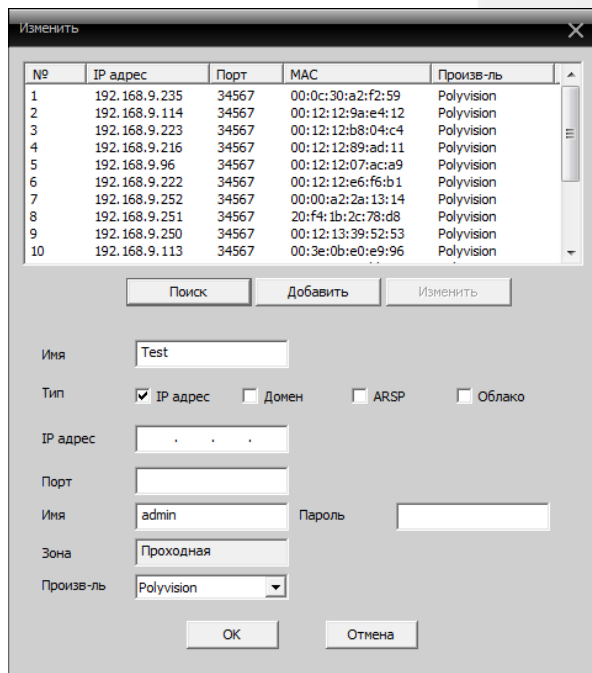 Изменить
№ IP адрес Порт MAC Произв-ль
1 192.168.9.235 34567 00:0c:30:a2:f2:59 Polyvision
2 192.168.9.114 34567 00:12:12:9a:e4:12 Polyvision
3 192.168.9.223 34567 00:12:12:b8:04:c4 Polyvision
4 192.168.9.216 34567 00:12:12:89:ad:11 Polyvision
5 192.168.9.96 34567 00:12:12:07:ac:a9 Polyvision
6 192.168.9.222 34567 00:12:12:e6:f6:b1 Polyvision
7 192.168.9.252 34567 00:00:a2:2a:13:14 Polyvision
8 192.168.9.251 34567 20:f4:1b:2c:78:d8 Polyvision
9 192.168.9.250 34567 00:12:13:39:52:53 Polyvision
10 192.168.9.113 34567 00:3e:0b:e0:e9:96 Polyvision
Поиск Добавить Изменить
Имя Test
Тип IP адрес Домен ARSP Облако
IP адрес . . .
Порт
Имя admin Пароль
Зона Проходная
Произв-ль Polyvision
OK Отмена